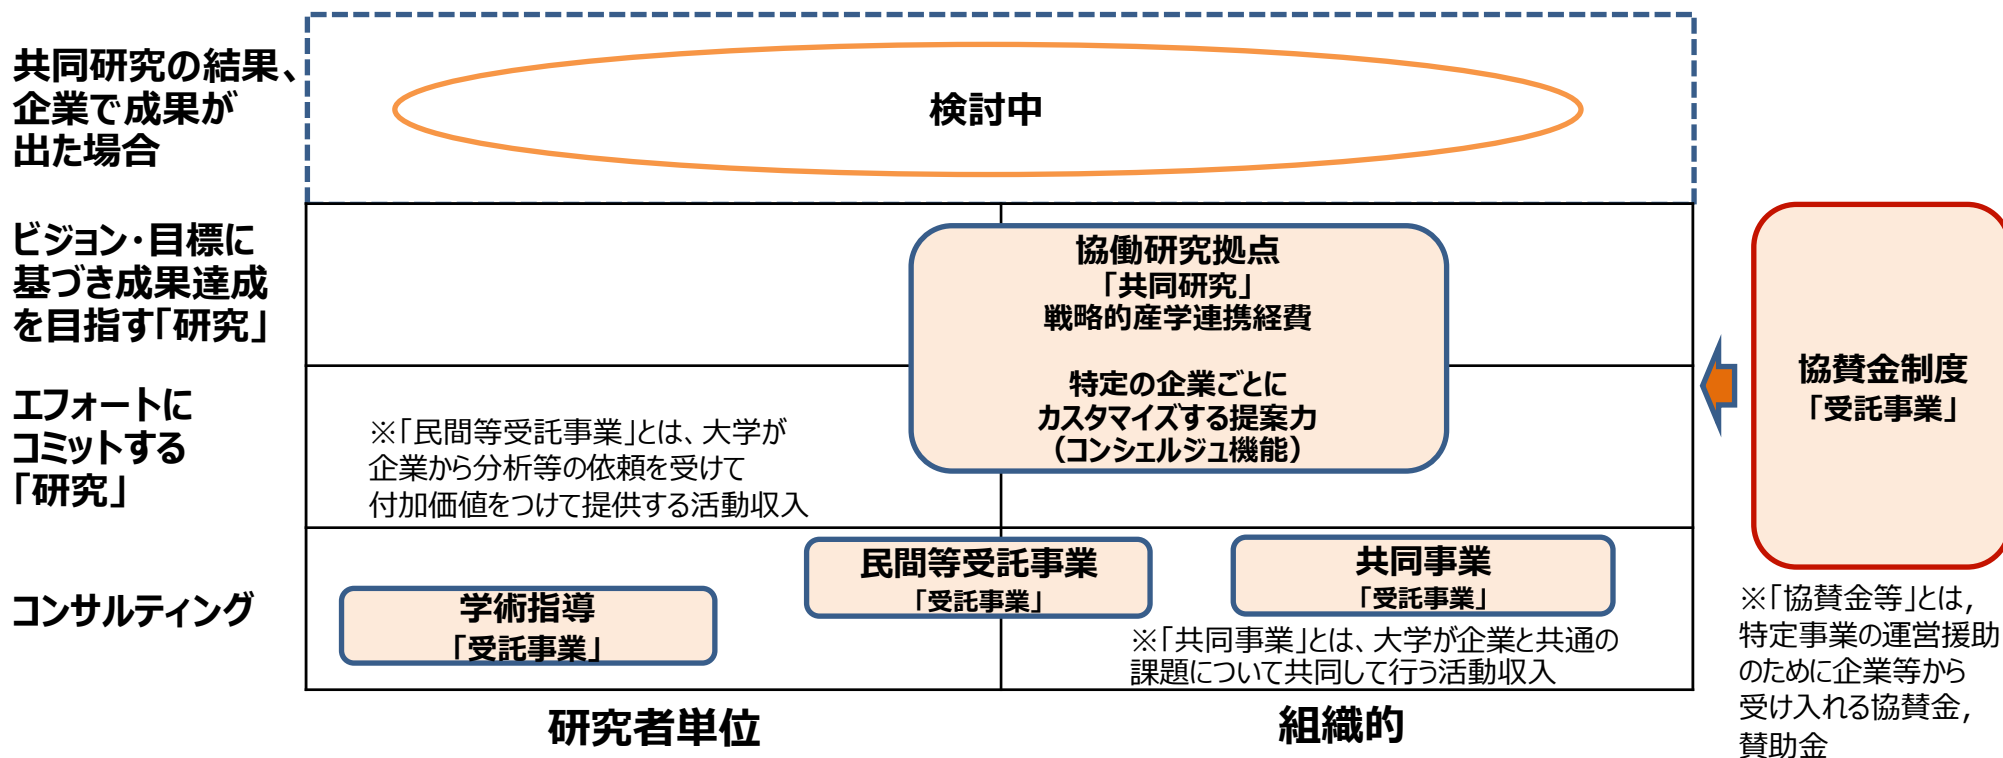 共同研究の結果、
企業で成果が
出た場合
検討中
ビジョン・目標に
基づき成果達成
を目指す「研究」
協働研究拠点
「共同研究」
戦略的産学連携経費
特定の企業ごとに
カスタマイズする提案力
（コンシェルジュ機能）
協賛金制度
「受託事業」
エフォートに
コミットする
「研究」
※「民間等受託事業」とは、大学が
企業から分析等の依頼を受けて
付加価値をつけて提供する活動収入
コンサルティング
学術指導
「受託事業」
民間等受託事業
「受託事業」
共同事業
「受託事業」
※「共同事業」とは、大学が企業と共通の
課題について共同して行う活動収入
※「協賛金等」とは，
特定事業の運営援助
のために企業等から
受け入れる協賛金，
賛助金
研究者単位
組織的